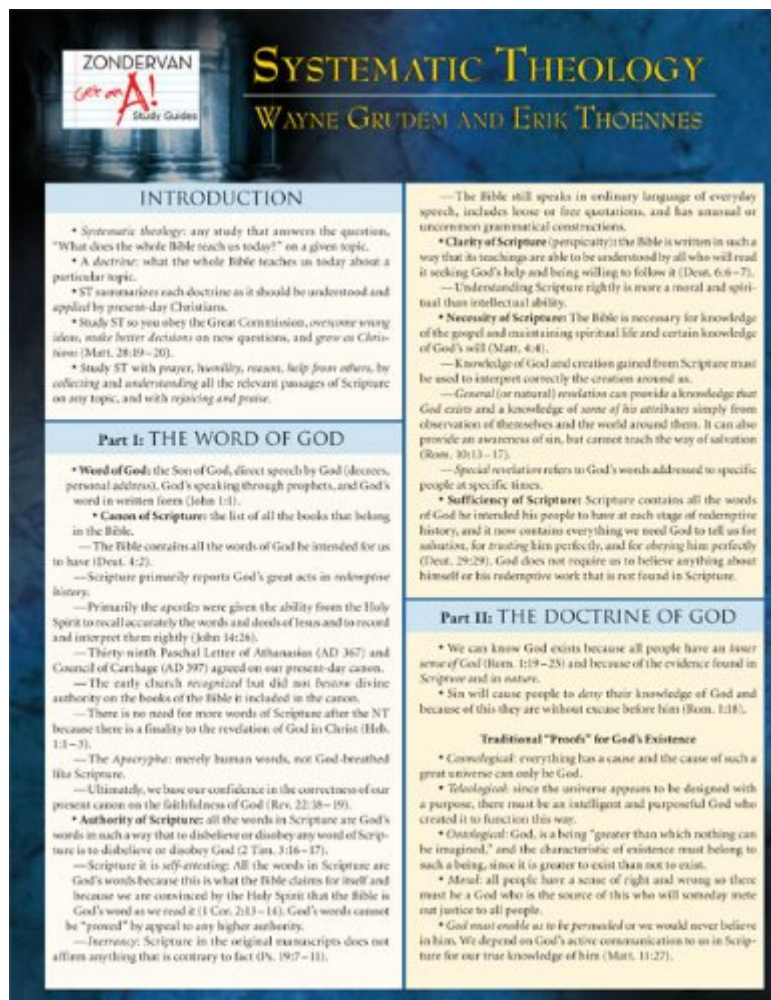 ZONDERVAN
Get an
A!
Study Guides
SYSTEMATIC THEOLOGY
WAYNE GRUDEM AND ERIK THOENNES
INTRODUCTION
• Systematic theology: any study that answers the question,
"What does the whole Bible teach us today?" on a given topic.
• A doctrine: what the whole Bible teaches us today about a
particular topic.
• ST summarizes each doctrine as it should be understood and
applied by present-day Christians.
• Study ST so you obey the Great Commission, overcome wrong
ideas, make better decisions on new questions, and grow as Chris-
tians (Matt. 28:19–20).
• Study ST with prayer, humility, reason, help from others, by
collecting and understanding all the relevant passages of Scripture
on any topic, and with rejoicing and praise.
Part I: THE WORD OF GOD
• Word of God: the Son of God, direct speech by God (decrees,
personal address), God's speaking through prophets, and God's
word in written form (John 1:1).
• Canon of Scripture: the list of all the books that belong
in the Bible.
—The Bible contains all the words of God he intended for us
to have (Deut. 4:2).
—Scripture primarily reports God's great acts in redemptive
history.
—Primarily the apostles were given the ability from the Holy
Spirit to recall accurately the words and deeds of Jesus and to record
and interpret them rightly (John 14:26).
—Thirty-ninth Paschal Letter of Athanasius (AD 367) and
Council of Carthage (AD 397) agreed on our present-day canon.
—The early church recognized but did not bestow divine
authority on the books of the Bible it included in the canon.
—There is no need for more words of Scripture after the NT
because there is a finality to the revelation of God in Christ (Heb.
1:1–3).
—The Apocrypha: merely human words, not God-breathed
like Scripture.
—Ultimately, we base our confidence in the correctness of our
present canon on the faithfulness of God (Rev. 22:18–19).
• Authority of Scripture: all the words in Scripture are God's
words in such a way that to disbelieve or disobey any word of Scrip-
ture is to disbelieve or disobey God (2 Tim. 3:16–17).
—Scripture it is self-attesting: All the words in Scripture are
God's words because this is what the Bible claims for itself and
because we are convinced by the Holy Spirit that the Bible is
God's word as we read it (1 Cor. 2:13–14). God's words cannot
be "proved" by appeal to any higher authority.
—Inerrancy: Scripture in the original manuscripts does not
affirm anything that is contrary to fact (Ps. 19:7–11).
—The Bible still speaks in ordinary language of everyday
speech, includes loose or free quotations, and has unusual or
uncommon grammatical constructions.
• Clarity of Scripture (perspicuity): the Bible is written in such a
way that its teachings are able to be understood by all who will read
it seeking God's help and being willing to follow it (Deut. 6:6–7).
—Understanding Scripture rightly is more a moral and spiri-
tual than intellectual ability.
• Necessity of Scripture: The Bible is necessary for knowledge
of the gospel and maintaining spiritual life and certain knowledge
of God's will (Matt. 4:4).
—Knowledge of God and creation gained from Scripture must
be used to interpret correctly the creation around us.
—General (or natural) revelation can provide a knowledge that
God exists and a knowledge of some of his attributes simply from
observation of themselves and the world around them. It can also
provide an awareness of sin, but cannot teach the way of salvation
(Rom. 10:13–17).
—Special revelation refers to God's words addressed to specific
people at specific times.
• Sufficiency of Scripture: Scripture contains all the words
of God he intended his people to have at each stage of redemptive
history, and it now contains everything we need God to tell us for
salvation, for trusting him perfectly, and for obeying him perfectly
(Deut. 29:29). God does not require us to believe anything about
himself or his redemptive work that is not found in Scripture.
Part II: THE DOCTRINE OF GOD
• We can know God exists because all people have an inner
sense of God (Rom. 1:19–25) and because of the evidence found in
Scripture and in nature.
• Sin will cause people to deny their knowledge of God and
because of this they are without excuse before him (Rom. 1:18).
Traditional "Proofs" for God's Existence
• Cosmological: everything has a cause and the cause of such a
great universe can only be God.
• Teleological: since the universe appears to be designed with
a purpose, there must be an intelligent and purposeful God who
created it to function this way.
• Ontological: God, is a being "greater than which nothing can
be imagined," and the characteristic of existence must belong to
such a being, since it is greater to exist than not to exist.
• Moral: all people have a sense of right and wrong so there
must be a God who is the source of this who will someday mete
out justice to all people.
• God must enable us to be persuaded or we would never believe
in him. We depend on God's active communication to us in Scrip-
ture for our true knowledge of him (Matt. 11:27).